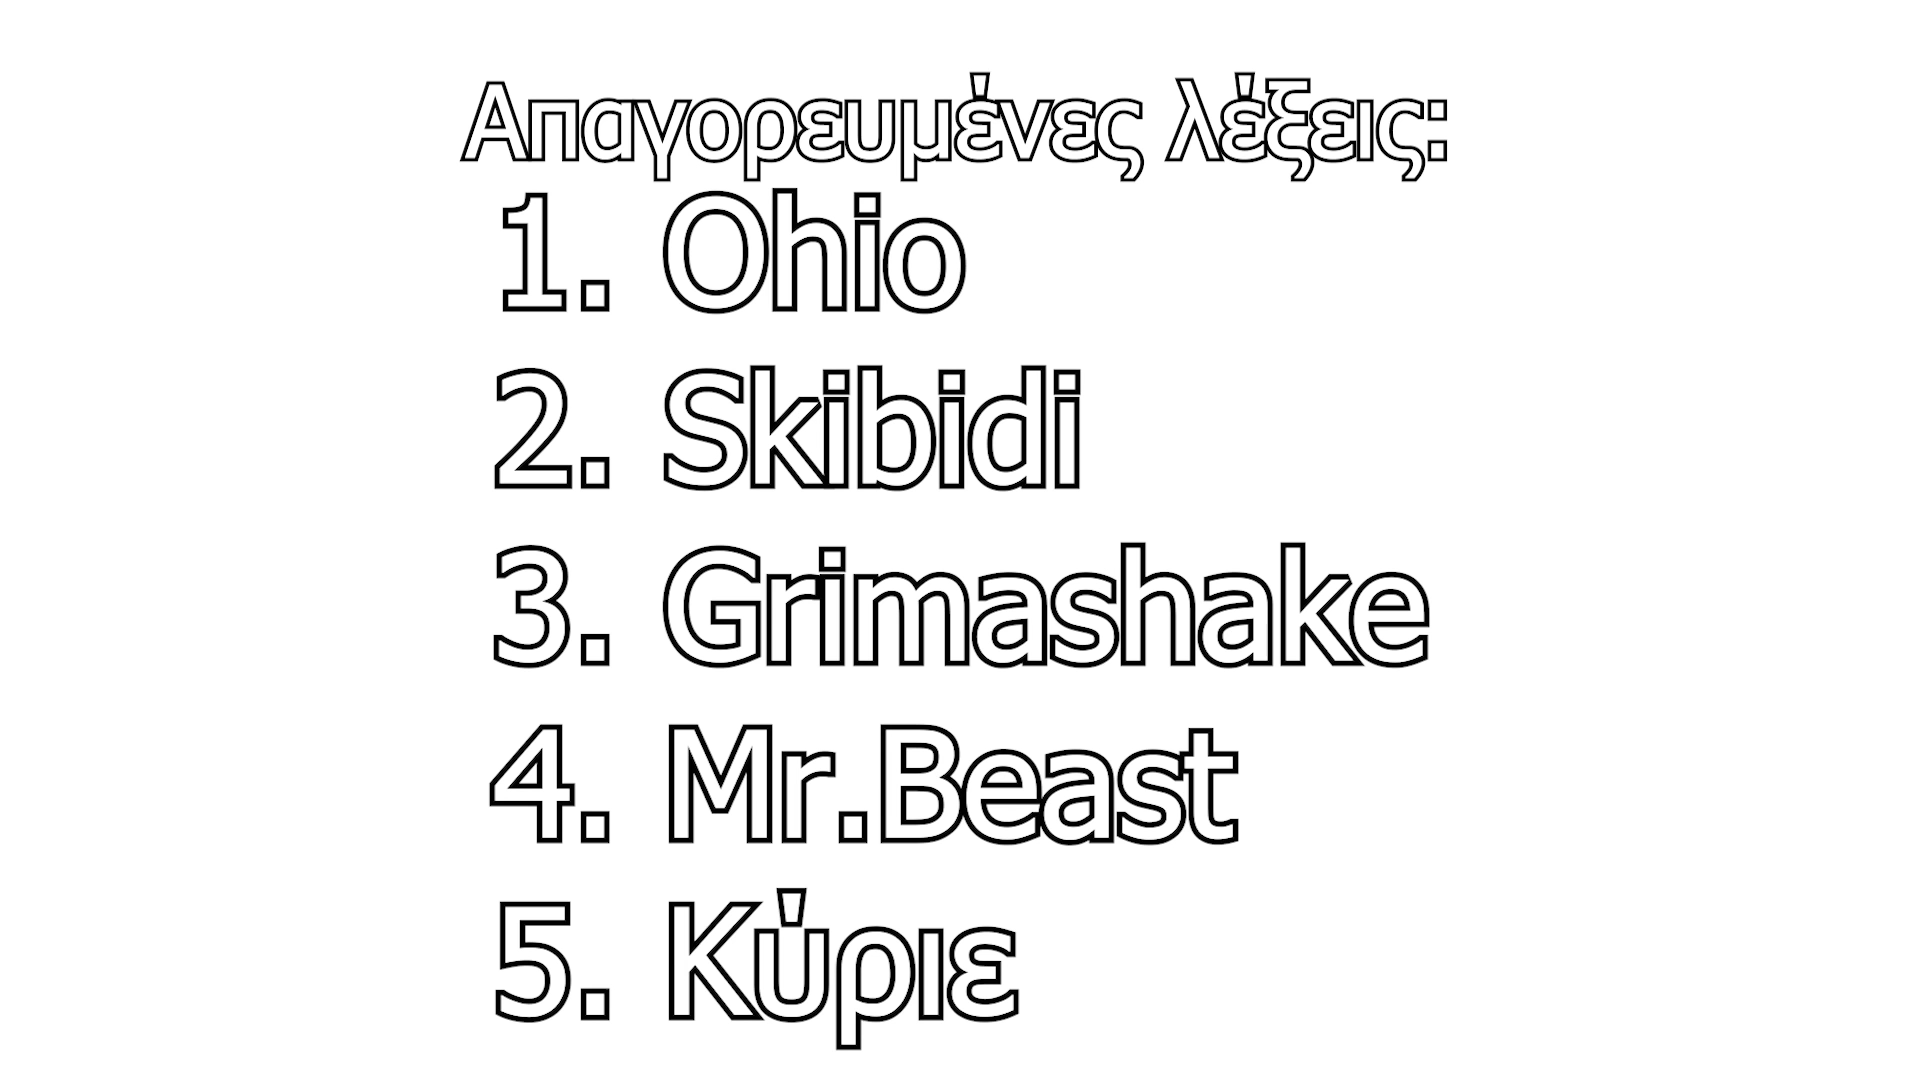 Απαγορευμένες λέξεις:
1. Ohio
2. Skibidi
3. Grimashake
4. Mr.Beast
5. Κύριε